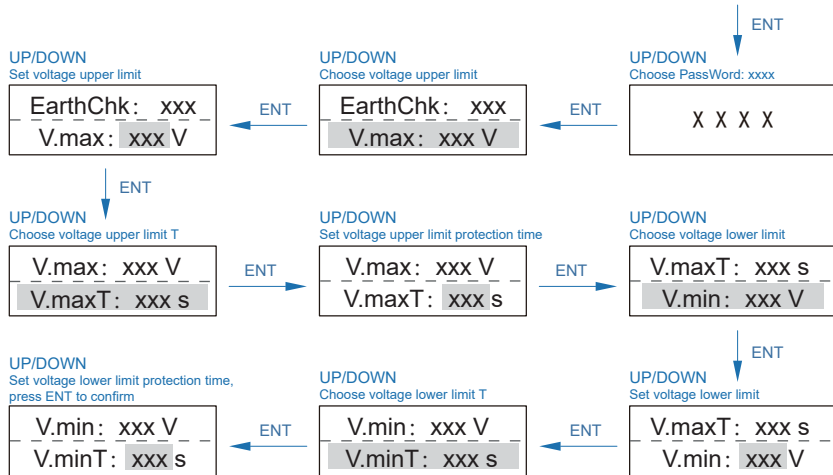 ENT
UP/DOWN
Set voltage upper limit
EarthChk: xxx
V.max: xxx V
ENT
UP/DOWN
Choose voltage upper limit
EarthChk: xxx
V.max: xxx V
ENT
UP/DOWN
Choose PassWord: xxxx
X X X X
ENT
UP/DOWN
Choose voltage upper limit T
V.max: xxx V
V.maxT: xxx s
ENT
UP/DOWN
Set voltage upper limit protection time
V.max: xxx V
V.maxT: xxx s
ENT
UP/DOWN
Choose voltage lower limit
V.maxT: xxx s
V.min: xxx V
ENT
UP/DOWN
Set voltage lower limit protection time,
press ENT to confirm
V.min: xxx V
V.minT: xxx s
ENT
UP/DOWN
Choose voltage lower limit T
V.min: xxx V
V.minT: xxx s
ENT
UP/DOWN
Set voltage lower limit
V.maxT: xxx s
V.min: xxx V